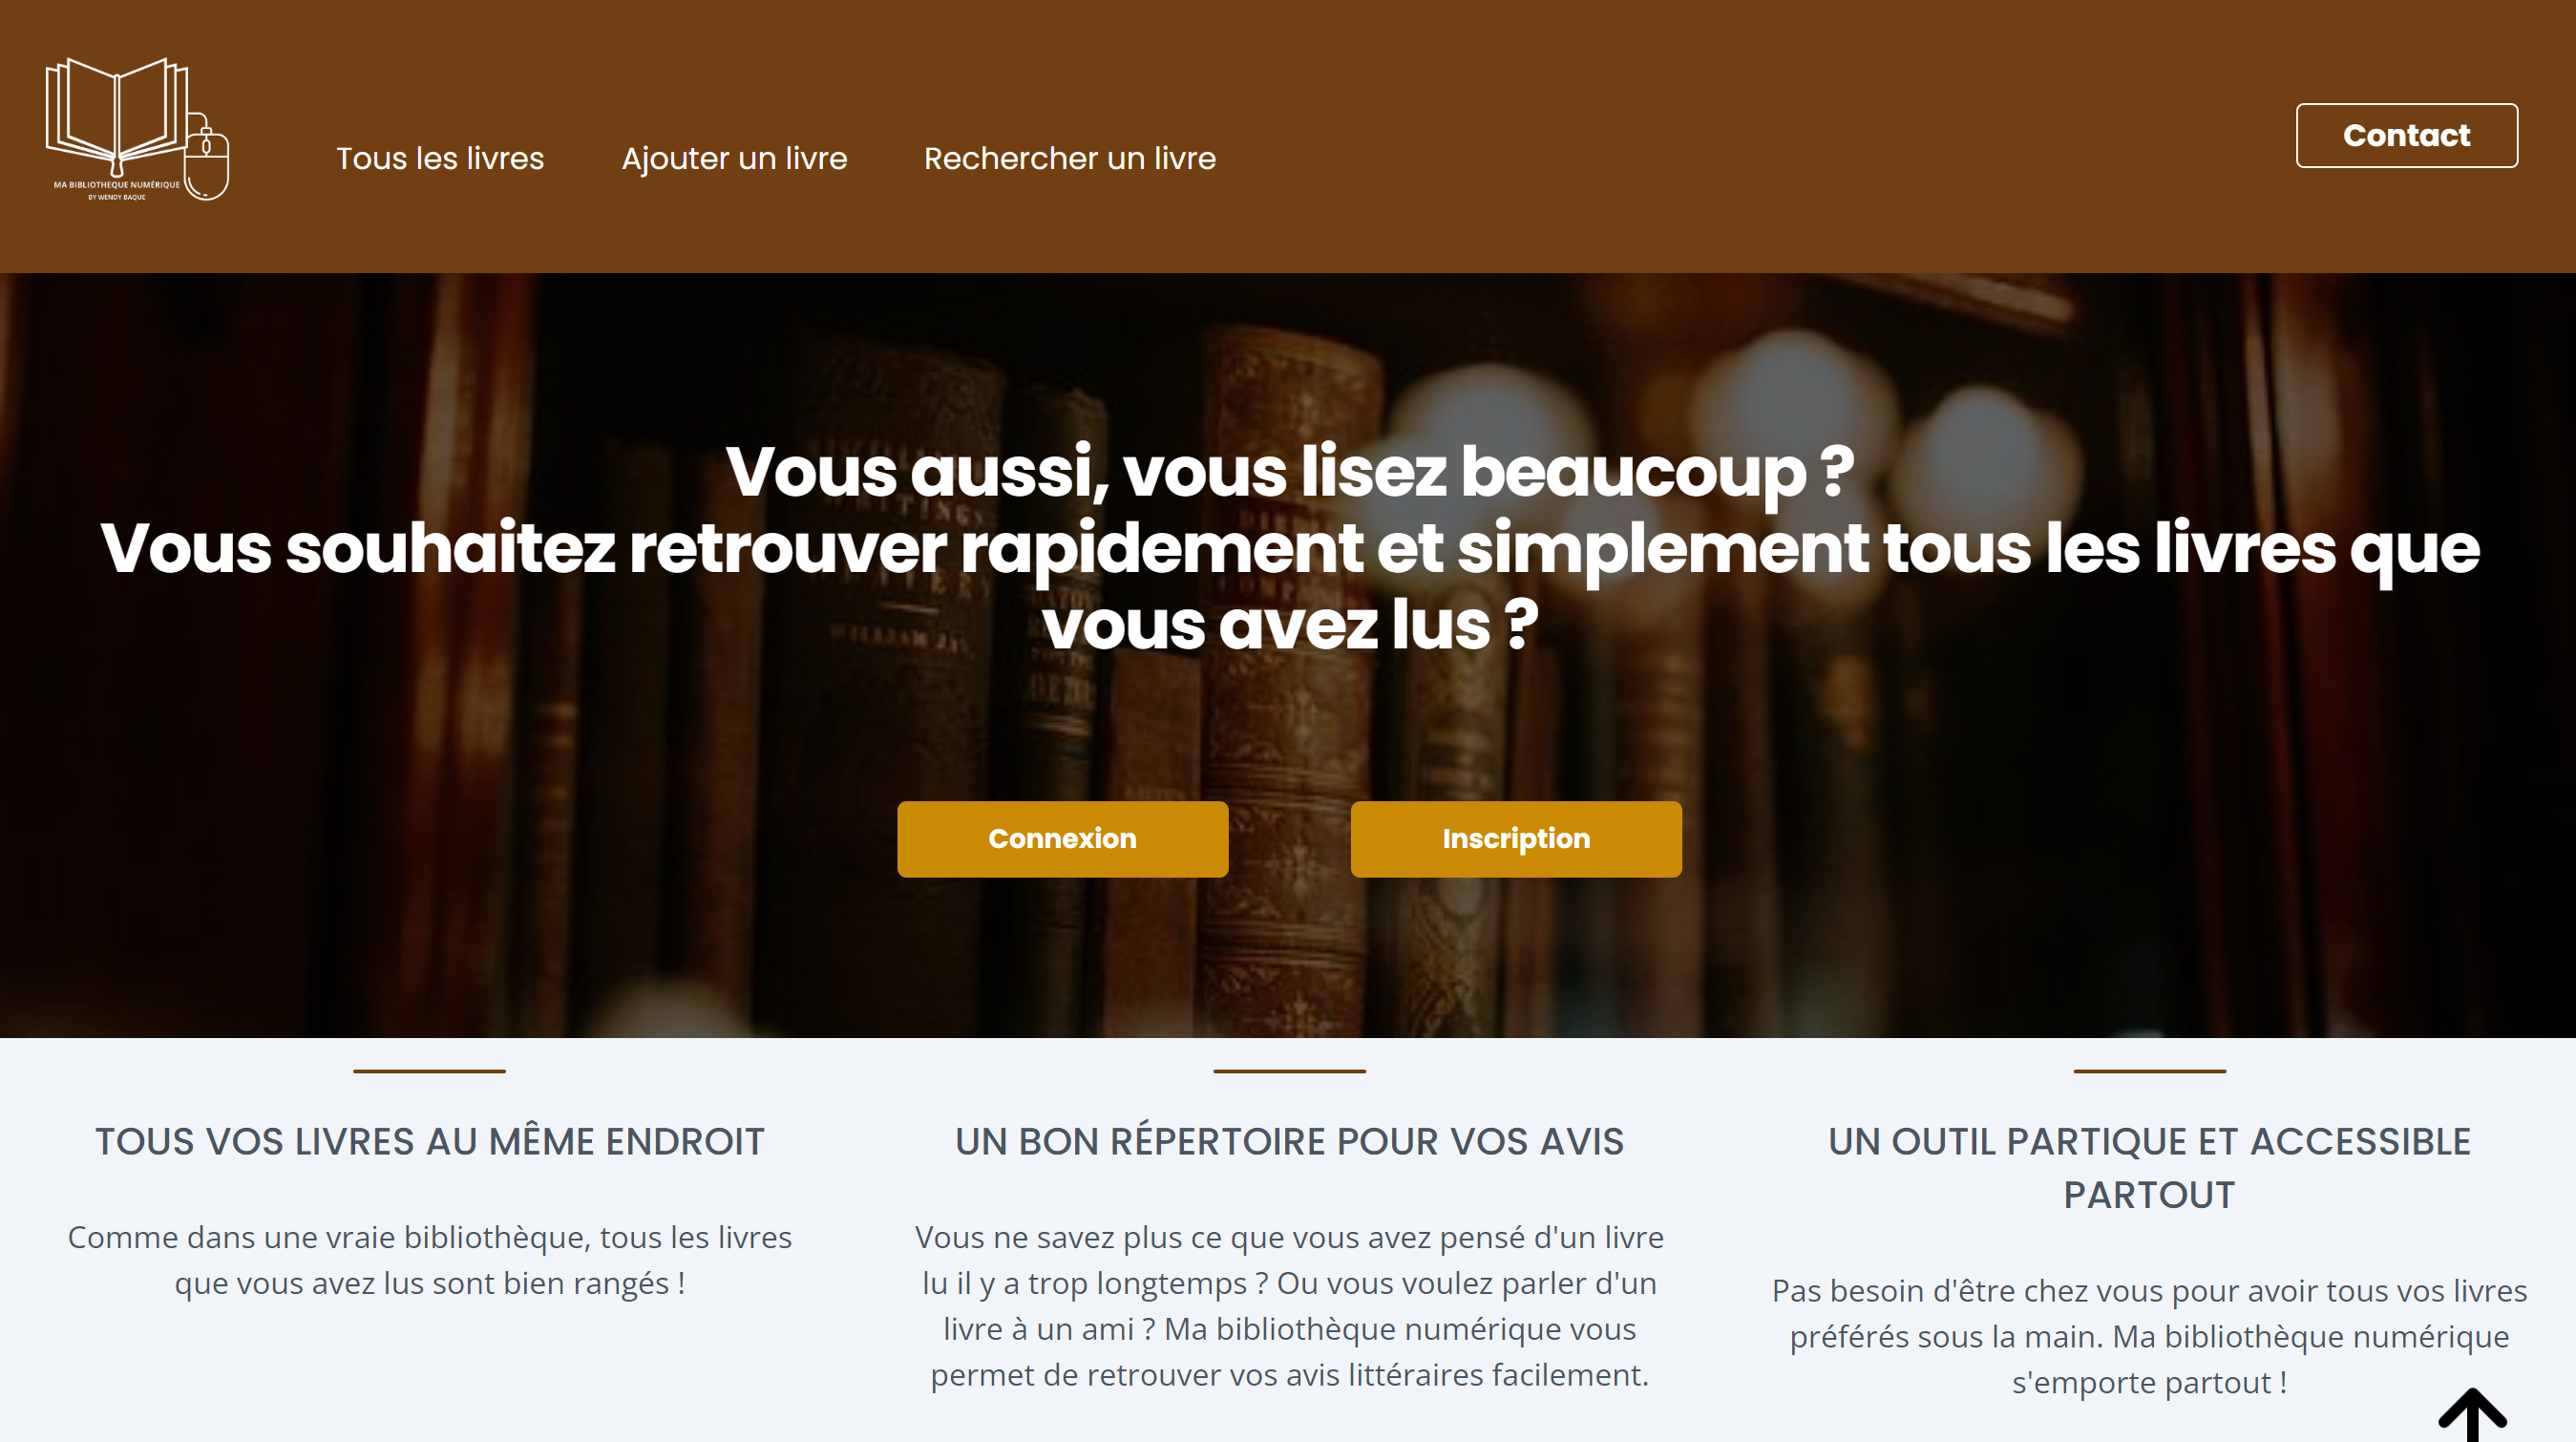 MA BIBLIOTHEQUE NUMÉRIQUE
BY WENDY BAQUE
Tous les livres
Ajouter un livre
Rechercher un livre
Contact
Vous aussi, vous lisez beaucoup ?
Vous souhaitez retrouver rapidement et simplement tous les livres que
vous avez lus ?
Connexion
Inscription
TOUS VOS LIVRES AU MÊME ENDROIT
Comme dans une vraie bibliothèque, tous les livres
que vous avez lus sont bien rangés !
UN BON RÉPERTOIRE POUR VOS AVIS
Vous ne savez plus ce que vous avez pensé d'un livre
lu il y a trop longtemps ? Ou vous voulez parler d'un
livre à un ami ? Ma bibliothèque numérique vous
permet de retrouver vos avis littéraires facilement.
UN OUTIL PARTIQUE ET ACCESSIBLE
PARTOUT
Pas besoin d'être chez vous pour avoir tous vos livres
préférés sous la main. Ma bibliothèque numérique
s'emporte partout !